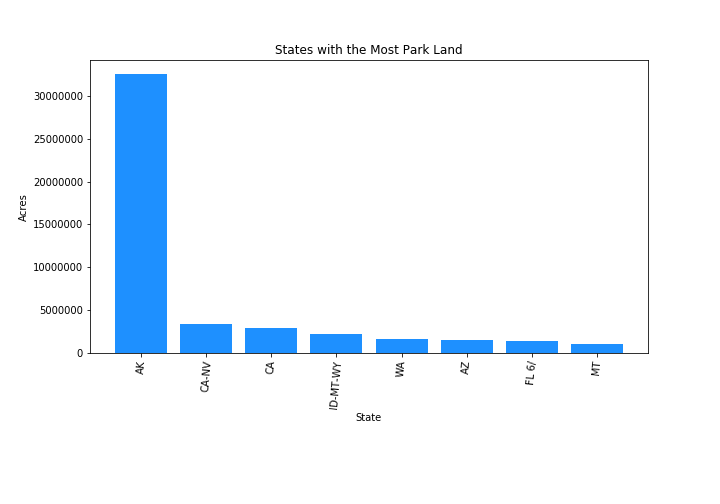 States with the Most Park Land
Acres
30000000
25000000
20000000
15000000
10000000
5000000
0
AK
CA-NV
CA
ID-MT-WY
WA
AZ
FL 6/
MT
State